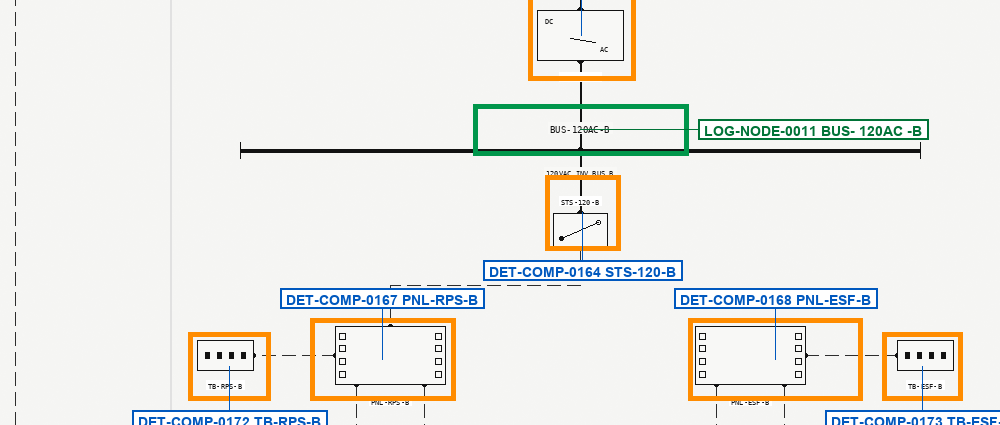 DC
AC
BUS-120AC-B
LOG-NODE-0011 BUS- 120AC -B
120VAC INV BUS B
STS-120-B
DET-COMP-0164 STS-120-B
DET-COMP-0167 PNL-RPS-B
DET-COMP-0168 PNL-ESF-B
TB-RPS-B
TB-ESF-B
PNL-RPS-B
PNL-ESF-B
DET-COMP-0172 TB-RPS-B
DET-COMP-0173 TB-ESF-